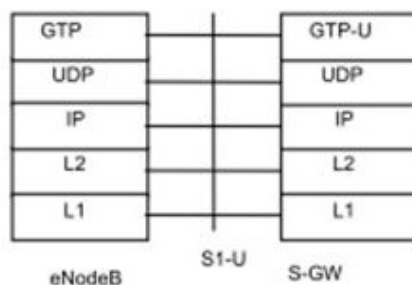 GTP GTP-U
UDP UDP
IP IP
L2 L2
L1 L1
S1-U
eNodeB S-GW